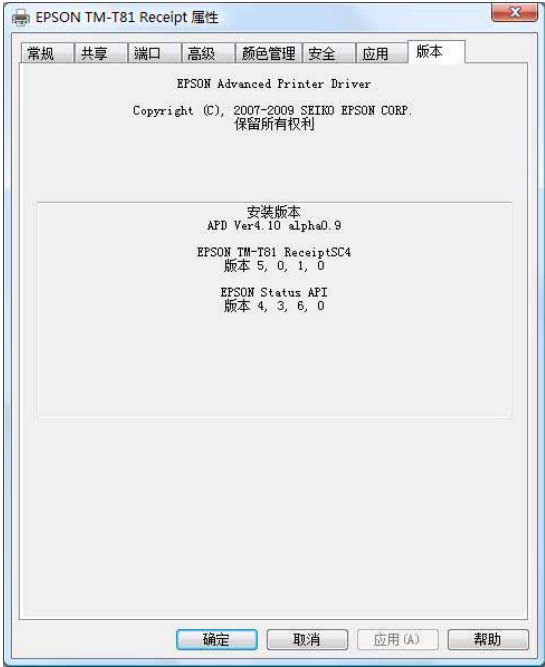 EPSON TM-T81 Receipt 属性
常规 共享 端口 高级 颜色管理 安全 应用 版本
EPSON Advanced Printer Driver
Copyright (C), 2007-2009 SEIKO EPSON CORP.
保留所有权利
安装版本
APD Ver4.10 alpha0.9
EPSON TM-T81 ReceiptSC4
版本 5, 0, 1, 0
EPSON Status API
版本 4, 3, 6, 0
确定 取消 应用(A) 帮助